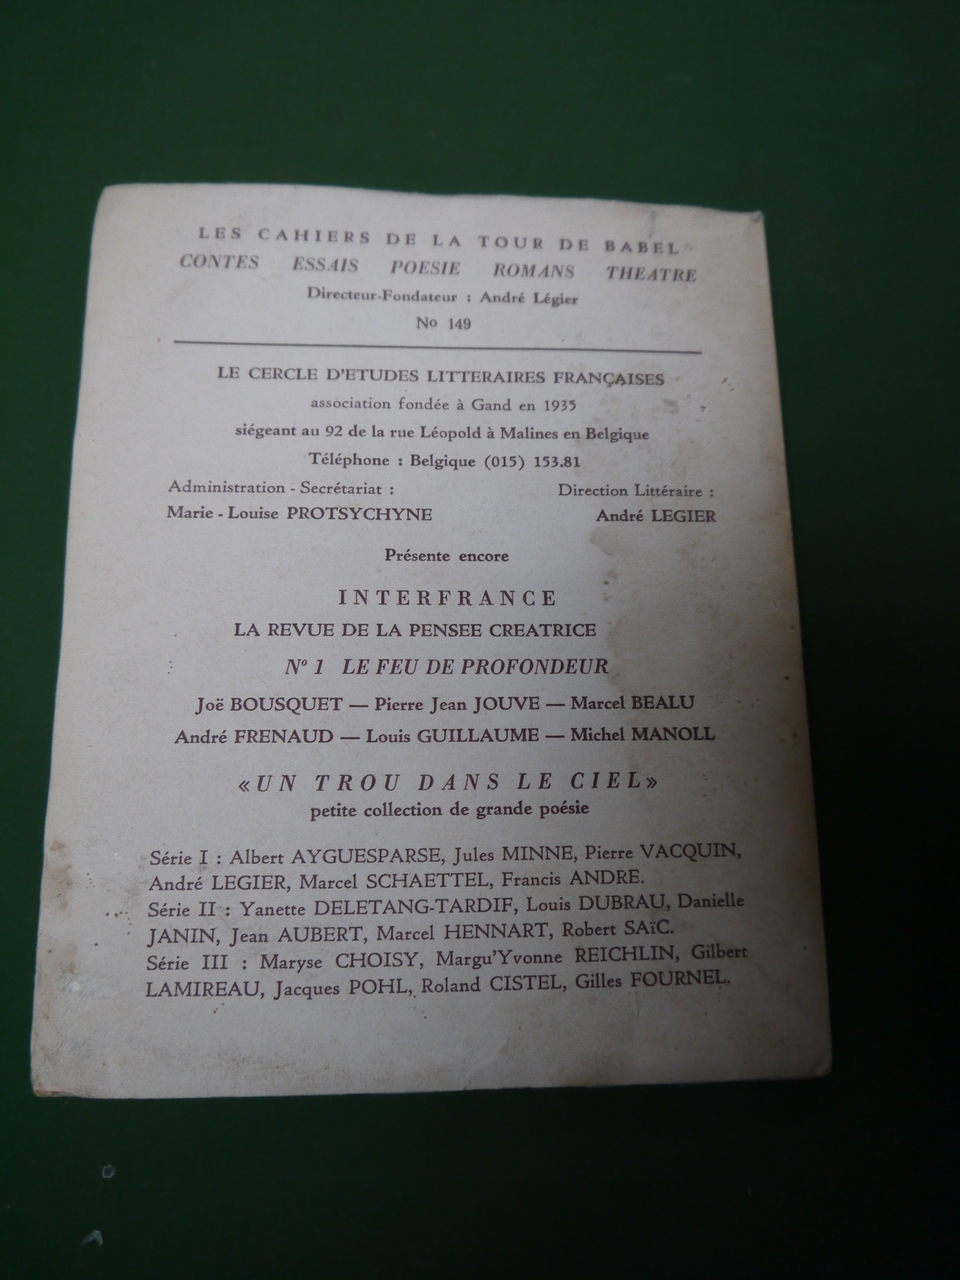 LES CAHIERS DE LA TOUR DE BABEL
CONTES ESSAIS POESIE ROMANS THEATRE
Directeur-Fondateur : André Légier
No 149
LE CERCLE D'ETUDES LITTERAIRES FRANÇAISES
association fondée à Gand en 1935
siégeant au 92 de la rue Léopold à Malines en Belgique
Téléphone : Belgique (015) 153.81
Administration - Secrétariat : Direction Littéraire :
Marie - Louise PROTSYCHYNE André LEGIER
Présente encore
INTERFRANCE
LA REVUE DE LA PENSEE CREATRICE
Nº 1 LE FEU DE PROFONDEUR
Joë BOUSQUET — Pierre Jean JOUVE — Marcel BEALU
André FRENAUD — Louis GUILLAUME — Michel MANOLL
«UN TROU DANS LE CIEL»
petite collection de grande poésie
Série I : Albert AYGUESPARSE, Jules MINNE, Pierre VACQUIN,
André LEGIER, Marcel SCHAETTEL, Francis ANDRE.
Série II : Yanette DELETANG-TARDIF, Louis DUBRAU, Danielle
JANIN, Jean AUBERT, Marcel HENNART, Robert SAïC.
Série III : Maryse CHOISY, Margu'Yvonne REICHLIN, Gilbert
LAMIREAU, Jacques POHL, Roland CISTEL, Gilles FOURNEL.